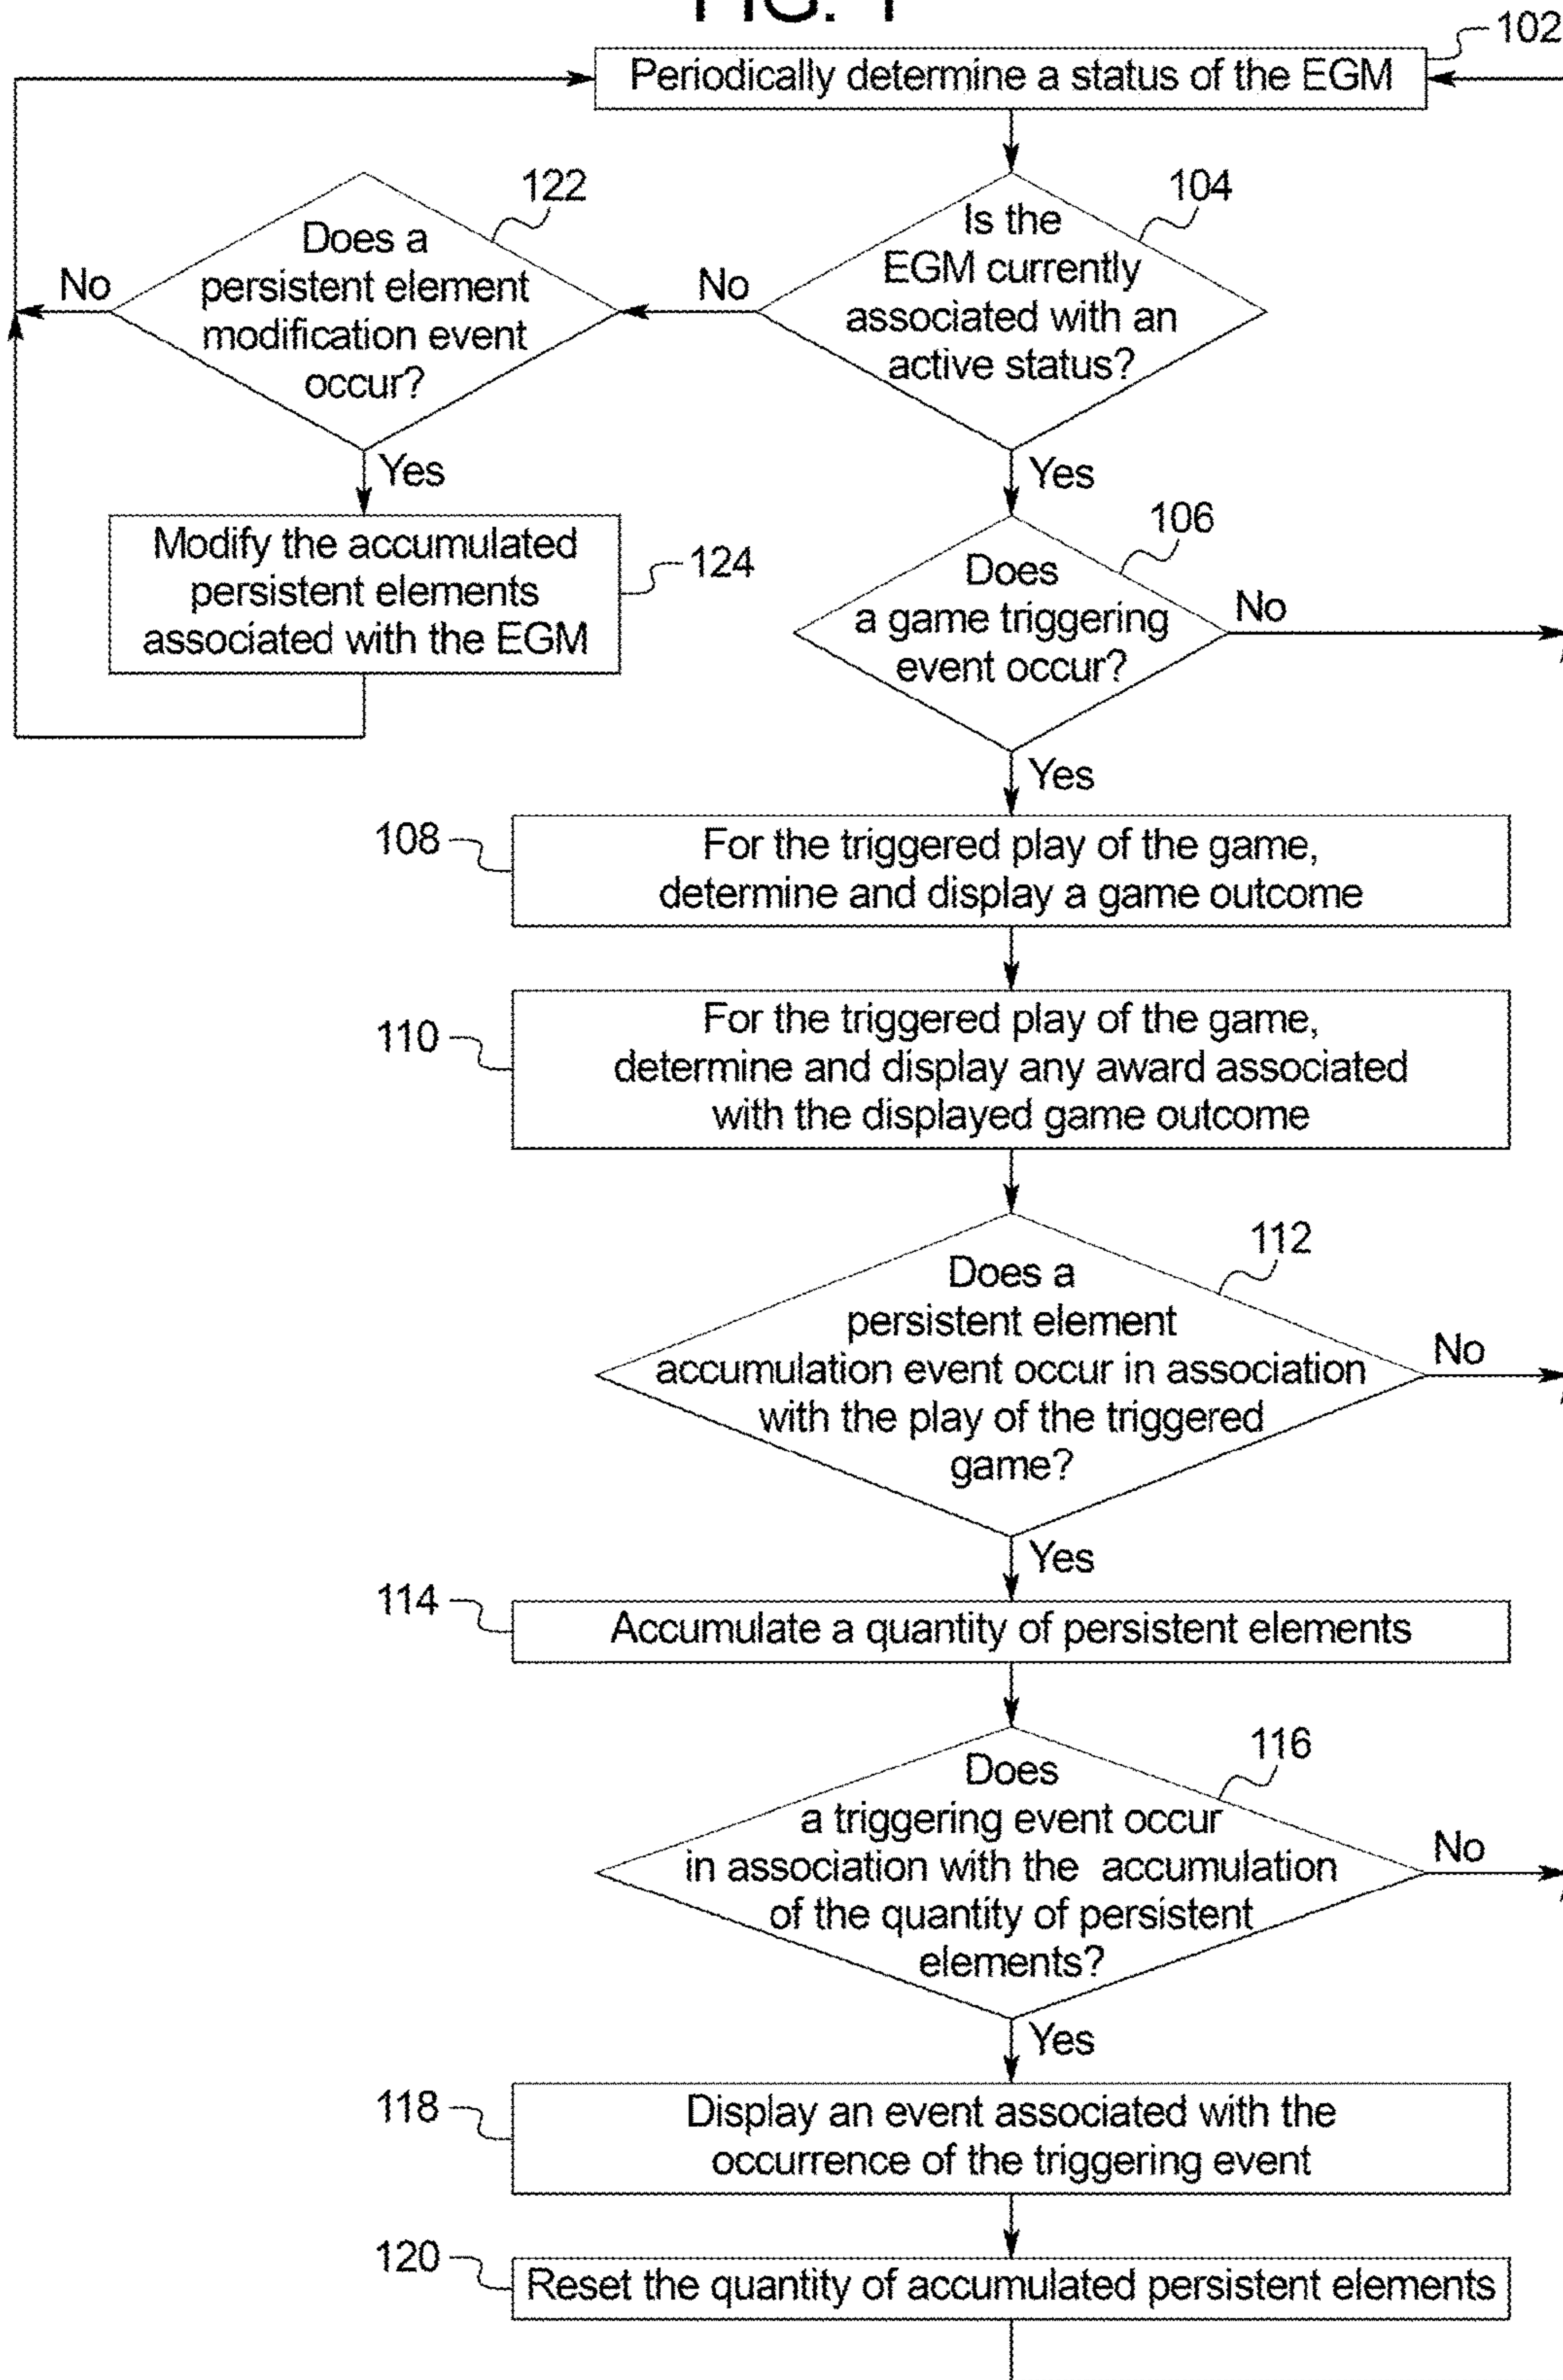 FIG. 1
102
Periodically determine a status of the EGM
122
Does a
persistent element
modification event
occur?
No
Yes
104
Is the
EGM currently
associated with an
active status?
No
Yes
Modify the accumulated
persistent elements
associated with the EGM
124
106
Does
a game triggering
event occur?
No
Yes
108
For the triggered play of the game,
determine and display a game outcome
110
For the triggered play of the game,
determine and display any award associated
with the displayed game outcome
112
Does a
persistent element
accumulation event occur in association
with the play of the triggered
game?
No
Yes
114
Accumulate a quantity of persistent elements
116
Does
a triggering event occur
in association with the accumulation
of the quantity of persistent
elements?
No
Yes
118
Display an event associated with the
occurrence of the triggering event
120
Reset the quantity of accumulated persistent elements